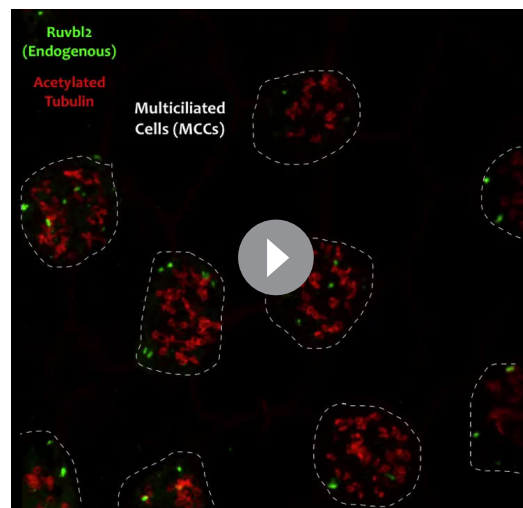 Ruvbl2
(Endogenous)
Acetylated
Tubulin
Multiciliated
Cells (MCCs)